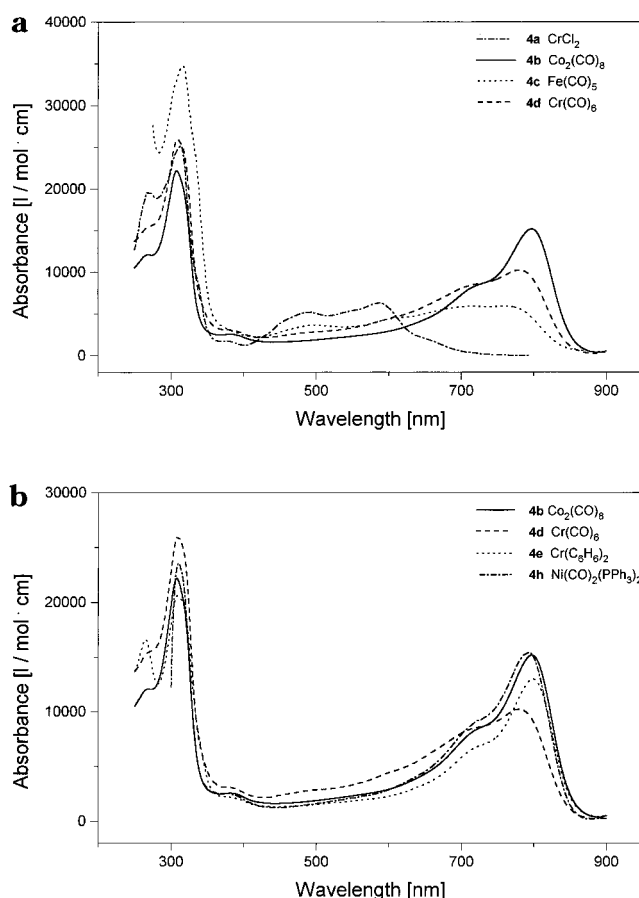 a
40000
30000
20000
10000
0
Absorbance [l / mol · cm]
4a CrCl₂
4b Co₂(CO)₈
4c Fe(CO)₅
4d Cr(CO)₆
300
500
700
900
Wavelength [nm]
b
30000
20000
10000
0
Absorbance [l / mol · cm]
4b Co₂(CO)₈
4d Cr(CO)₆
4e Cr(C₆H₆)₂
4h Ni(CO)₂(PPh₃)₂
300
500
700
900
Wavelength [nm]